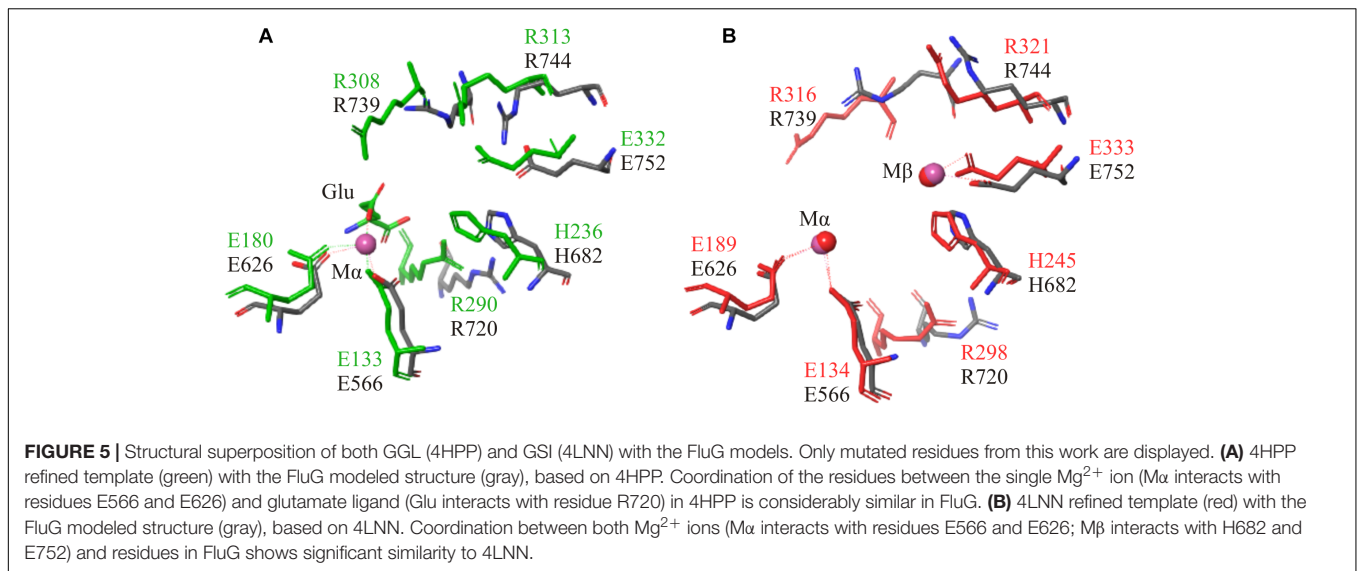 A
R313
R744
R308
R739
E332
E752
Glu
E180
E626
Mα
H236
H682
R290
R720
E133
E566
B
R321
R744
R316
R739
E333
E752
Mβ
Mα
E189
E626
H245
H682
R298
R720
E134
E566
FIGURE 5 | Structural superposition of both GGL (4HPP) and GSI (4LNN) with the FluG models. Only mutated residues from this work are displayed. (A) 4HPP
refined template (green) with the FluG modeled structure (gray), based on 4HPP. Coordination of the residues between the single Mg²⁺ ion (Mα interacts with
residues E566 and E626) and glutamate ligand (Glu interacts with residue R720) in 4HPP is considerably similar in FluG. (B) 4LNN refined template (red) with the
FluG modeled structure (gray), based on 4LNN. Coordination between both Mg²⁺ ions (Mα interacts with residues E566 and E626; Mβ interacts with H682 and
E752) and residues in FluG shows significant similarity to 4LNN.